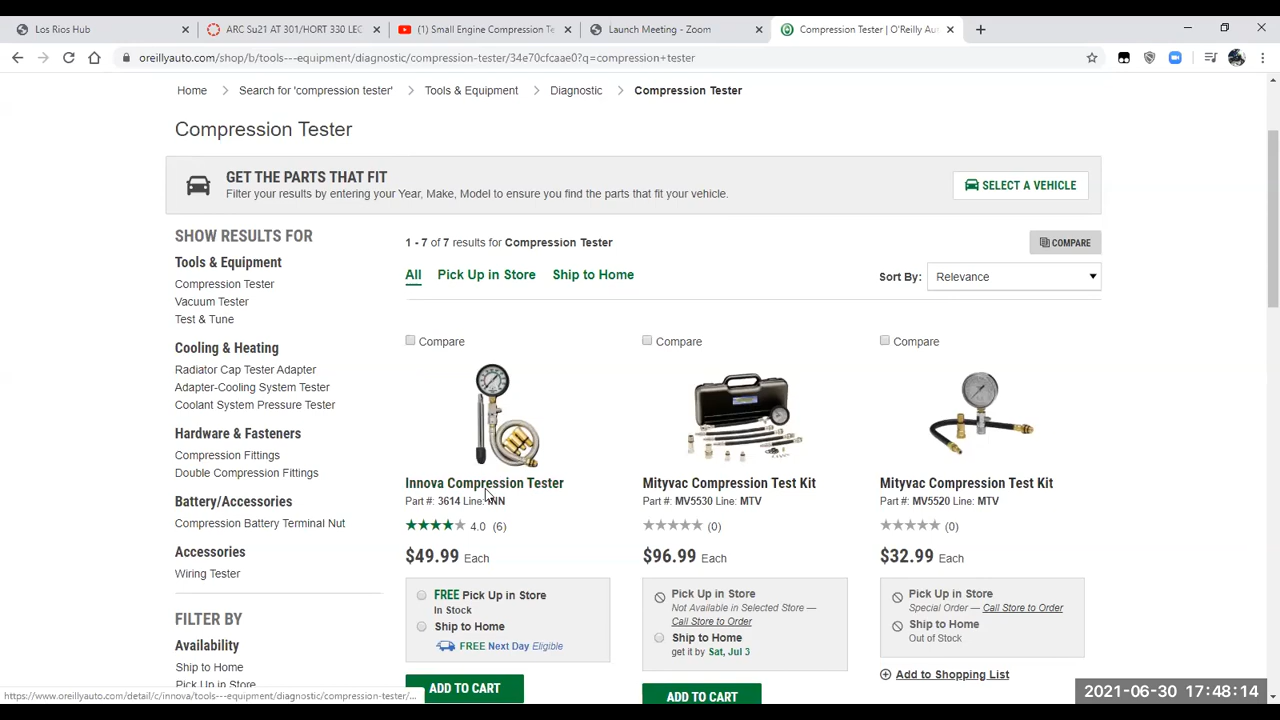 Los Rios Hub
ARC Su21 AT 301/HORT 330 LEC
(1) Small Engine Compression Te
Launch Meeting - Zoom
Compression Tester | O'Reilly Au
oreillyauto.com/shop/b/tools---equipment/diagnostic/compression-tester/34e70cfcaae0?q=compression+tester
Home > Search for 'compression tester' > Tools & Equipment > Diagnostic > Compression Tester
Compression Tester
GET THE PARTS THAT FIT
Filter your results by entering your Year, Make, Model to ensure you find the parts that fit your vehicle.
SELECT A VEHICLE
SHOW RESULTS FOR
Tools & Equipment
Compression Tester
Vacuum Tester
Test & Tune
Cooling & Heating
Radiator Cap Tester Adapter
Adapter-Cooling System Tester
Coolant System Pressure Tester
Hardware & Fasteners
Compression Fittings
Double Compression Fittings
Battery/Accessories
Compression Battery Terminal Nut
Accessories
Wiring Tester
FILTER BY
Availability
Ship to Home
Pick Up in Store
1 - 7 of 7 results for Compression Tester
COMPARE
All Pick Up in Store Ship to Home
Sort By: Relevance
Compare
Innova Compression Tester
Part #: 3614 Line: INN
4.0 (6)
$49.99 Each
FREE Pick Up in Store
In Stock
Ship to Home
FREE Next Day Eligible
ADD TO CART
Compare
Mityvac Compression Test Kit
Part #: MV5530 Line: MTV
(0)
$96.99 Each
Pick Up in Store
Not Available in Selected Store —
Call Store to Order
Ship to Home
get it by Sat, Jul 3
ADD TO CART
Compare
Mityvac Compression Test Kit
Part #: MV5520 Line: MTV
(0)
$32.99 Each
Pick Up in Store
Special Order — Call Store to Order
Ship to Home
Out of Stock
Add to Shopping List
https://www.oreillyauto.com/detail/c/innova/tools---equipment/diagnostic/compression-tester/...
2021-06-30 17:48:14